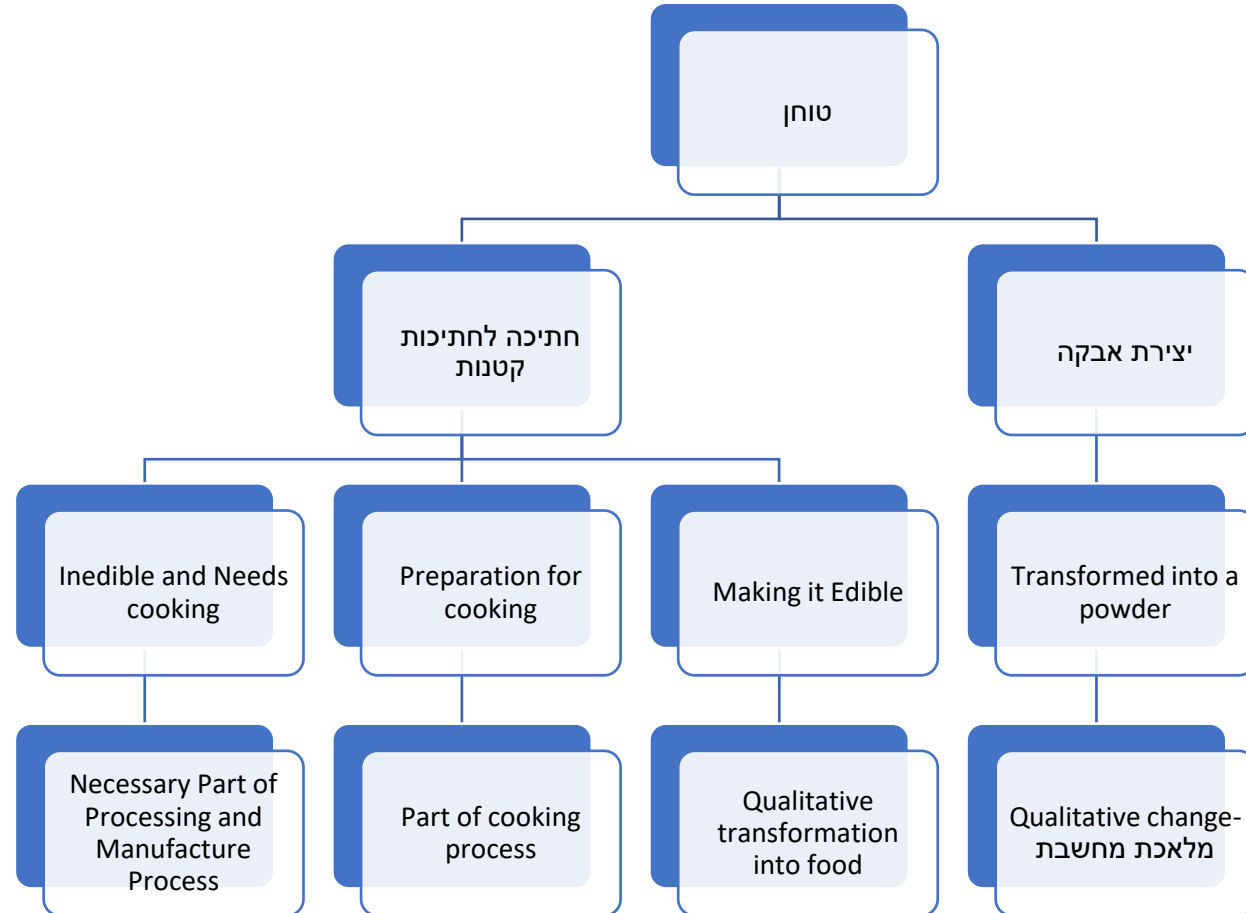 טוחן
חתיכה לחתיכות
קטנות
יצירת אבקה
Inedible and Needs
cooking
Preparation for
cooking
Making it Edible
Transformed into a
powder
Necessary Part of
Processing and
Manufacture
Process
Part of cooking
process
Qualitative
transformation
into food
Qualitative change-
מלאכת מחשבת